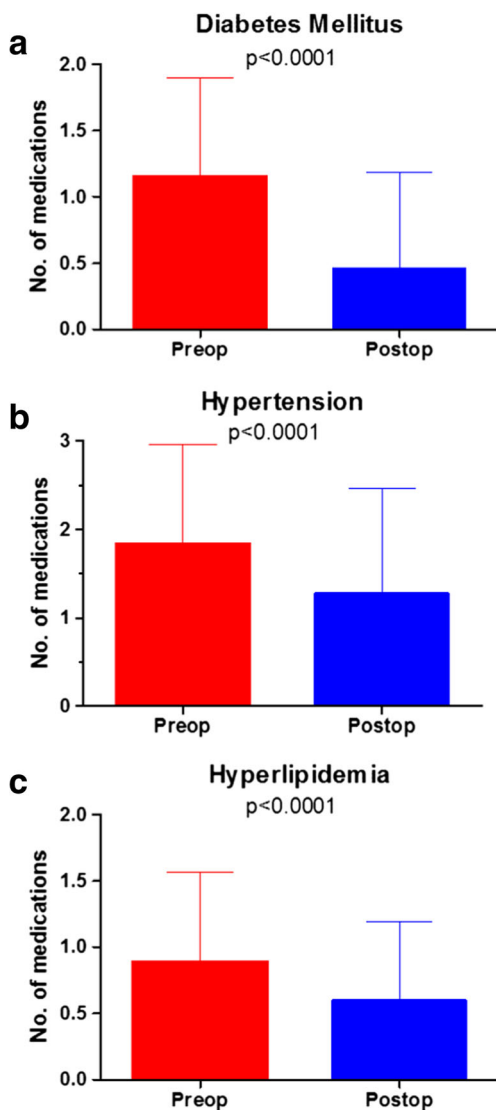 a
Diabetes Mellitus
p<0.0001
No. of medications
2.0
1.5
1.0
0.5
0.0
Preop Postop
b
Hypertension
p<0.0001
No. of medications
3
2
1
0
Preop Postop
c
Hyperlipidemia
p<0.0001
No. of medications
2.0
1.5
1.0
0.5
0.0
Preop Postop